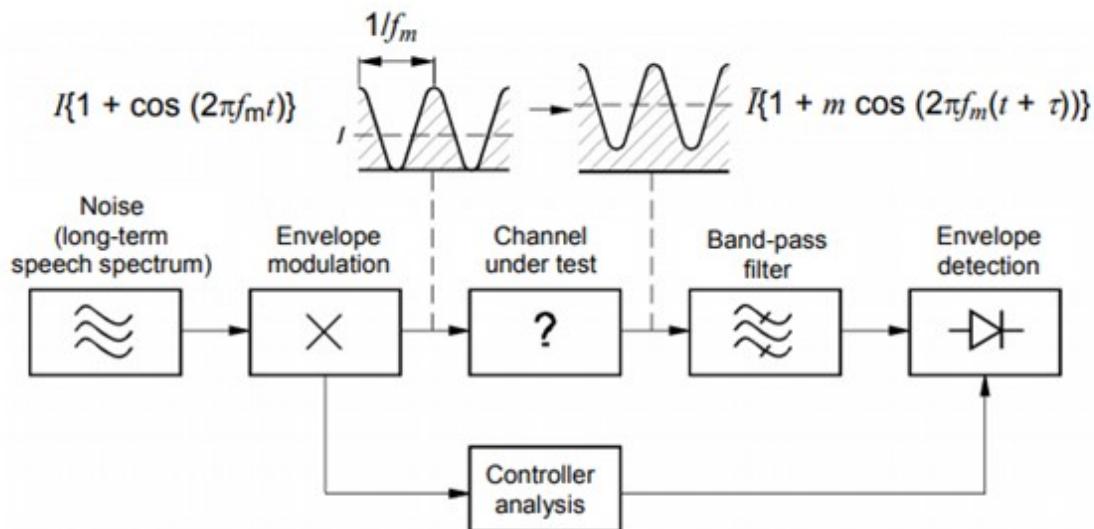 1/fm
I{1 + cos (2πfmt)}
I
Ī{1 + m cos (2πfm(t + τ))}
Noise
(long-term
speech spectrum)
Envelope
modulation
Channel
under test
Band-pass
filter
Envelope
detection
?
Controller
analysis